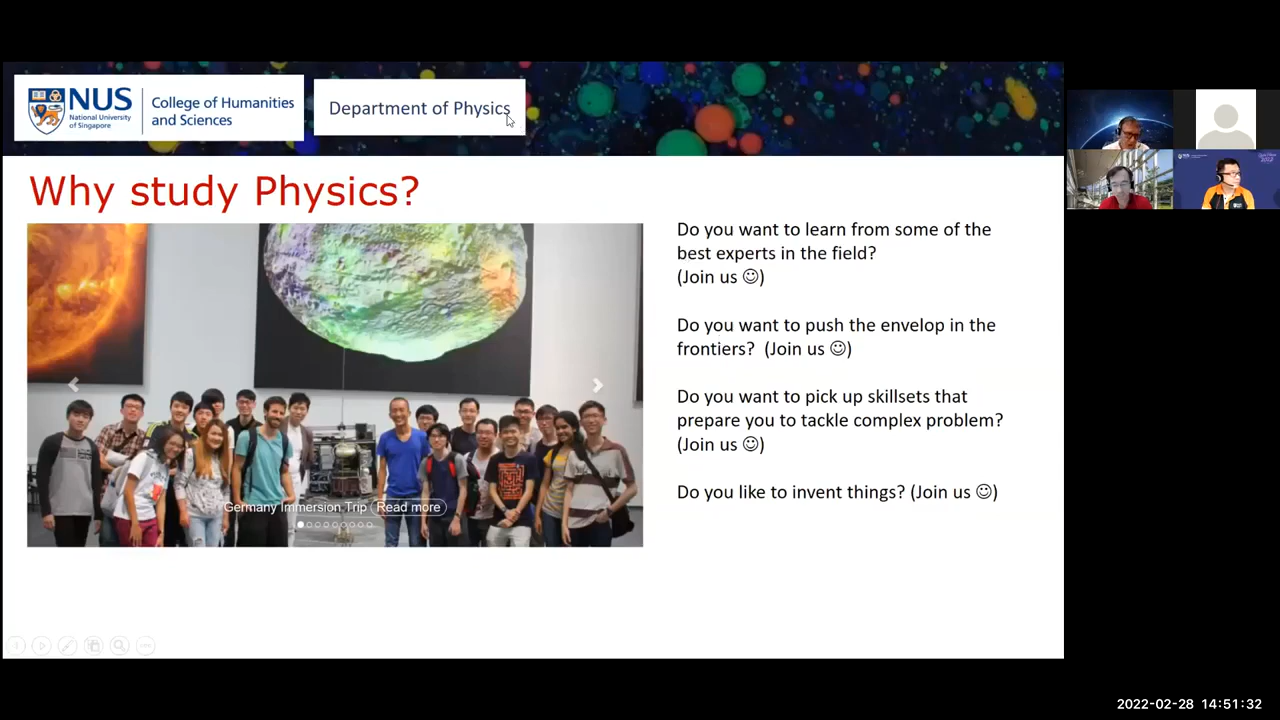 NUS
National University
of Singapore
College of Humanities
and Sciences
Department of Physics
Why study Physics?
Do you want to learn from some of the
best experts in the field?
(Join us ☺)
Do you want to push the envelop in the
frontiers?  (Join us ☺)
Do you want to pick up skillsets that
prepare you to tackle complex problem?
(Join us ☺)
Do you like to invent things? (Join us ☺)
Germany Immersion Trip Read more
NUS
2022-02-28 14:51:32